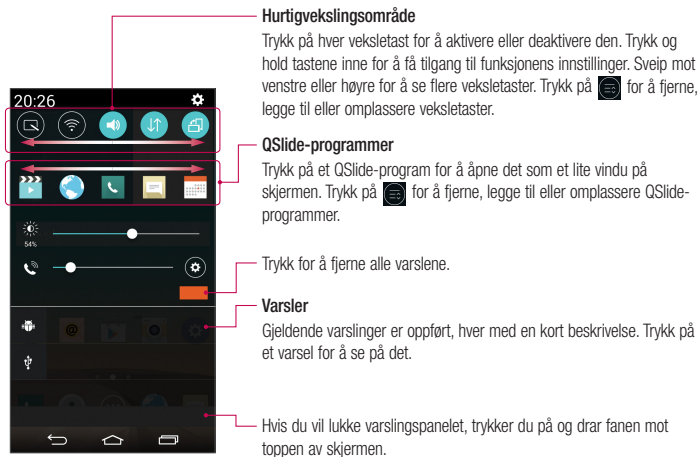 Hurtigvekslingsområde
Trykk på hver veksletast for å aktivere eller deaktivere den. Trykk og
hold tastene inne for å få tilgang til funksjonens innstillinger. Sveip mot
venstre eller høyre for å se flere veksletaster. Trykk på for å fjerne,
legge til eller omplassere veksletaster.
20:26
QSlide-programmer
Trykk på et QSlide-program for å åpne det som et lite vindu på
skjermen. Trykk på for å fjerne, legge til eller omplassere QSlide-
programmer.
54%
Trykk for å fjerne alle varslene.
Varsler
Gjeldende varslinger er oppført, hver med en kort beskrivelse. Trykk på
et varsel for å se på det.
Hvis du vil lukke varslingspanelet, trykker du på og drar fanen mot
toppen av skjermen.